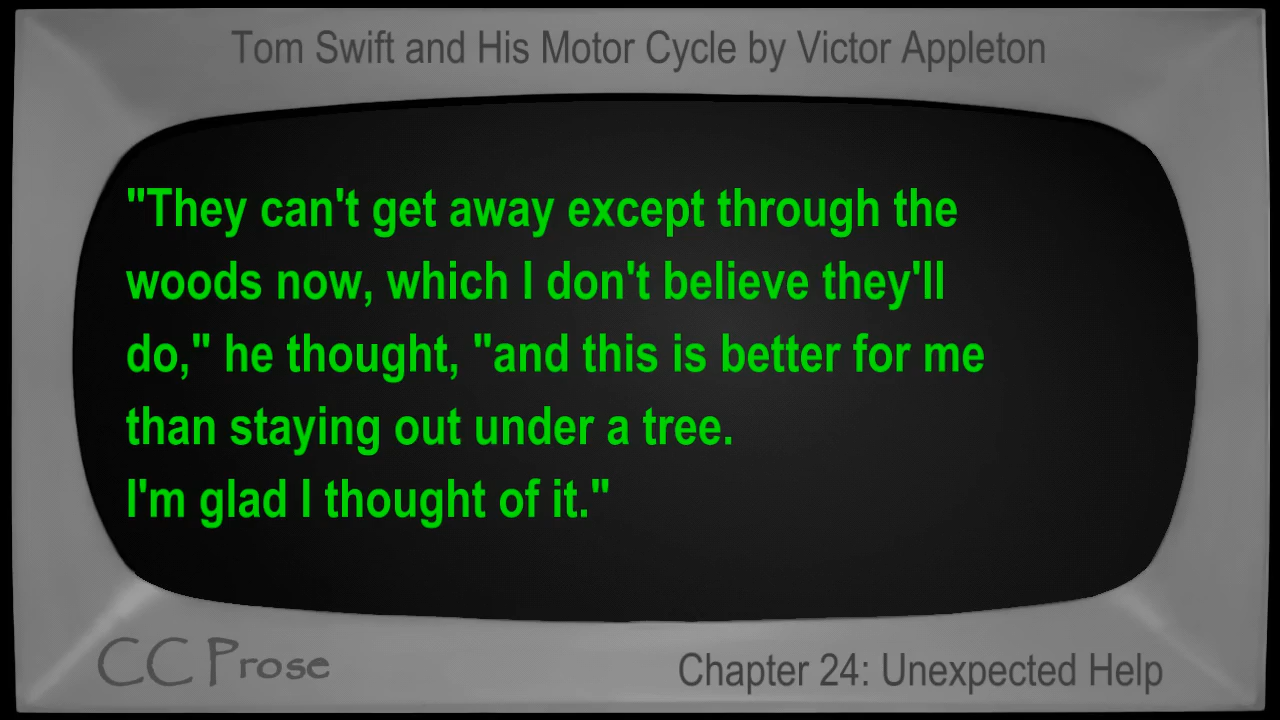 Tom Swift and His Motor Cycle by Victor Appleton
"They can't get away except through the
woods now, which I don't believe they'll
do," he thought, "and this is better for me
than staying out under a tree.
I'm glad I thought of it."
CC Prose
Chapter 24: Unexpected Help